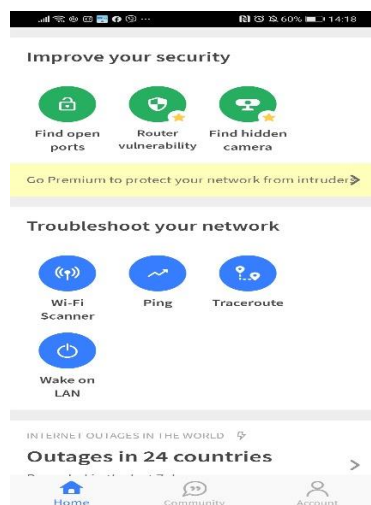 60% 14:18
Improve your security
Find open ports
Router vulnerability
Find hidden camera
Go Premium to protect your network from intruders
Troubleshoot your network
Wi-Fi Scanner
Ping
Traceroute
Wake on LAN
INTERNET OUTAGES IN THE WORLD
Outages in 24 countries
Home
Community
Account